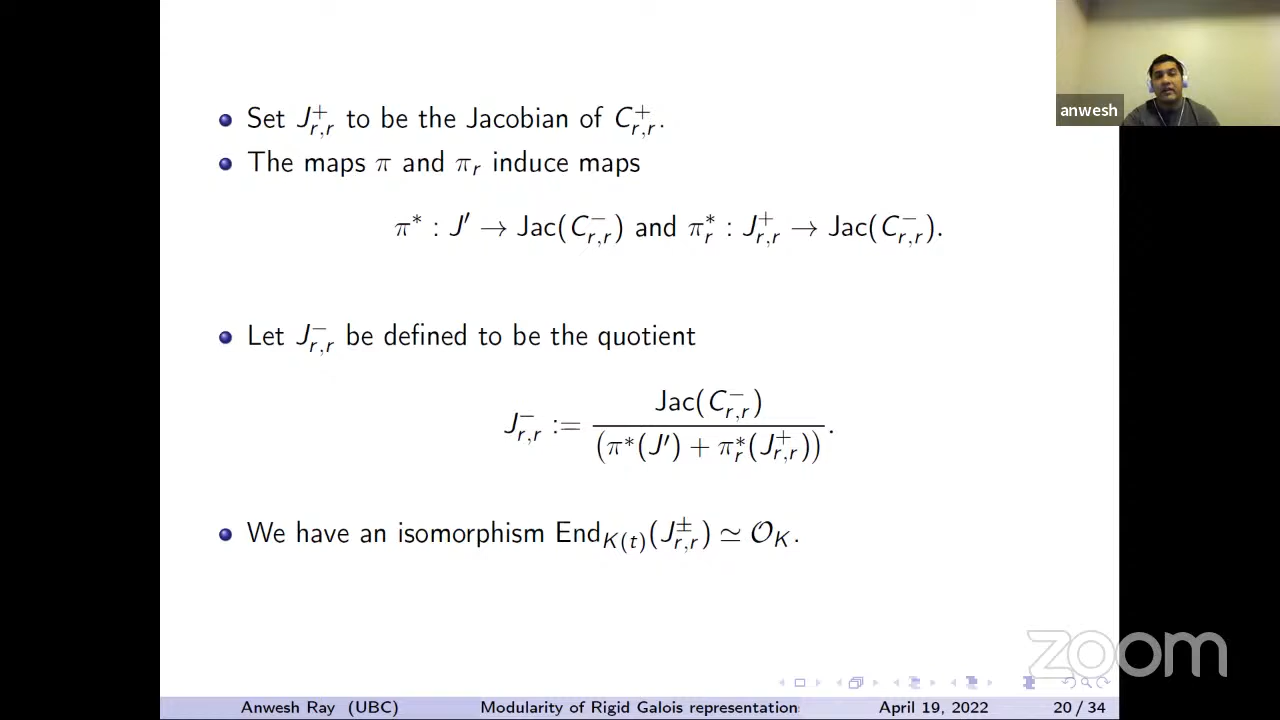 anwesh
Set J⁺_{r,r} to be the Jacobian of C⁺_{r,r}.
The maps π and π_r induce maps
π* : J′ → Jac(C⁻_{r,r}) and π*_r : J⁺_{r,r} → Jac(C⁻_{r,r}).
Let J⁻_{r,r} be defined to be the quotient
J⁻_{r,r} := Jac(C⁻_{r,r}) / (π*(J′) + π*_r(J⁺_{r,r})) .
We have an isomorphism End_{K(t)}(J^±_{r,r}) ≃ 𝒪_K.
zoom
Anwesh Ray (UBC) Modularity of Rigid Galois representations April 19, 2022 20 / 34